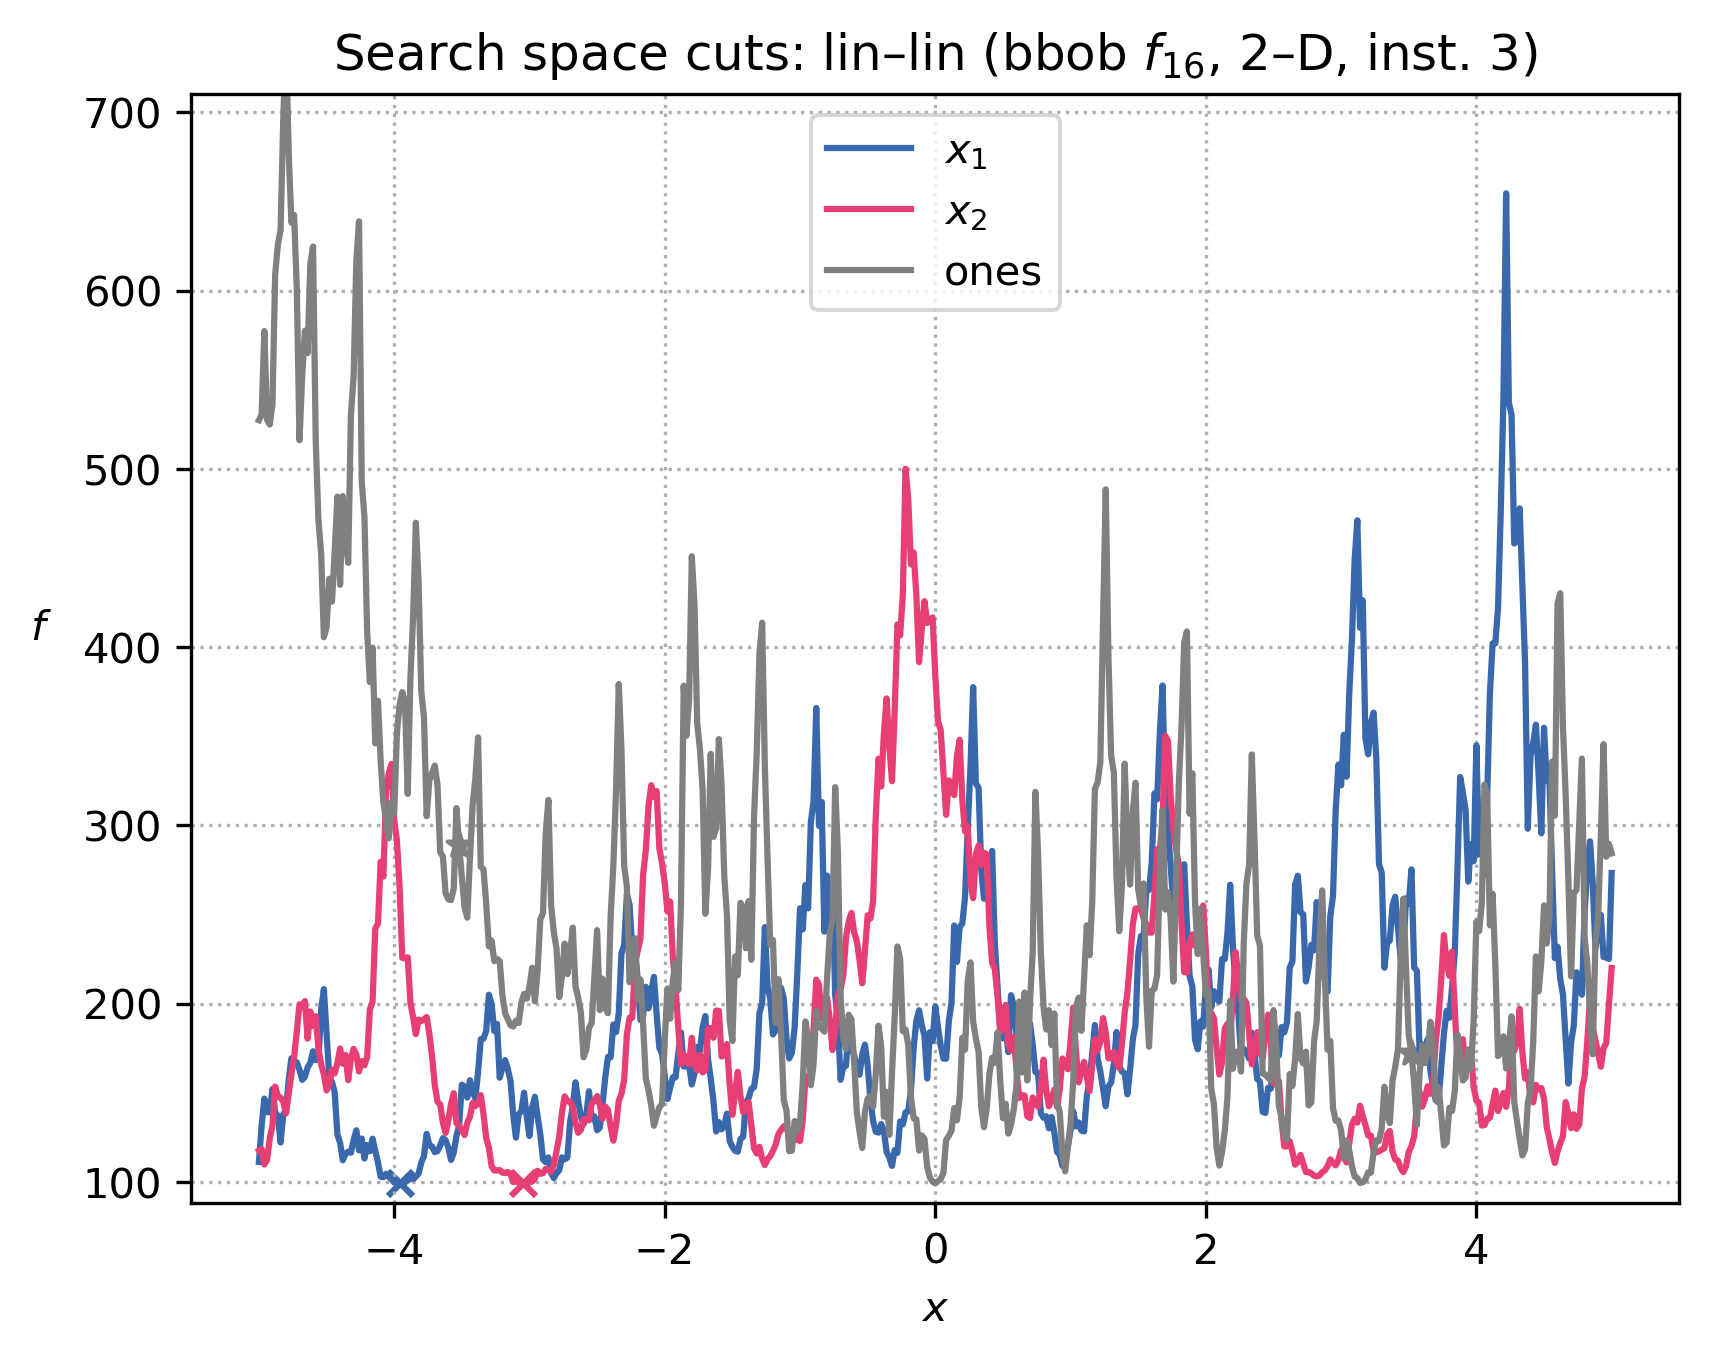 Search space cuts: lin–lin (bbob f₁₆, 2–D, inst. 3)
700
600
500
400
300
200
100
f
x₁
x₂
ones
−4
−2
0
2
4
x